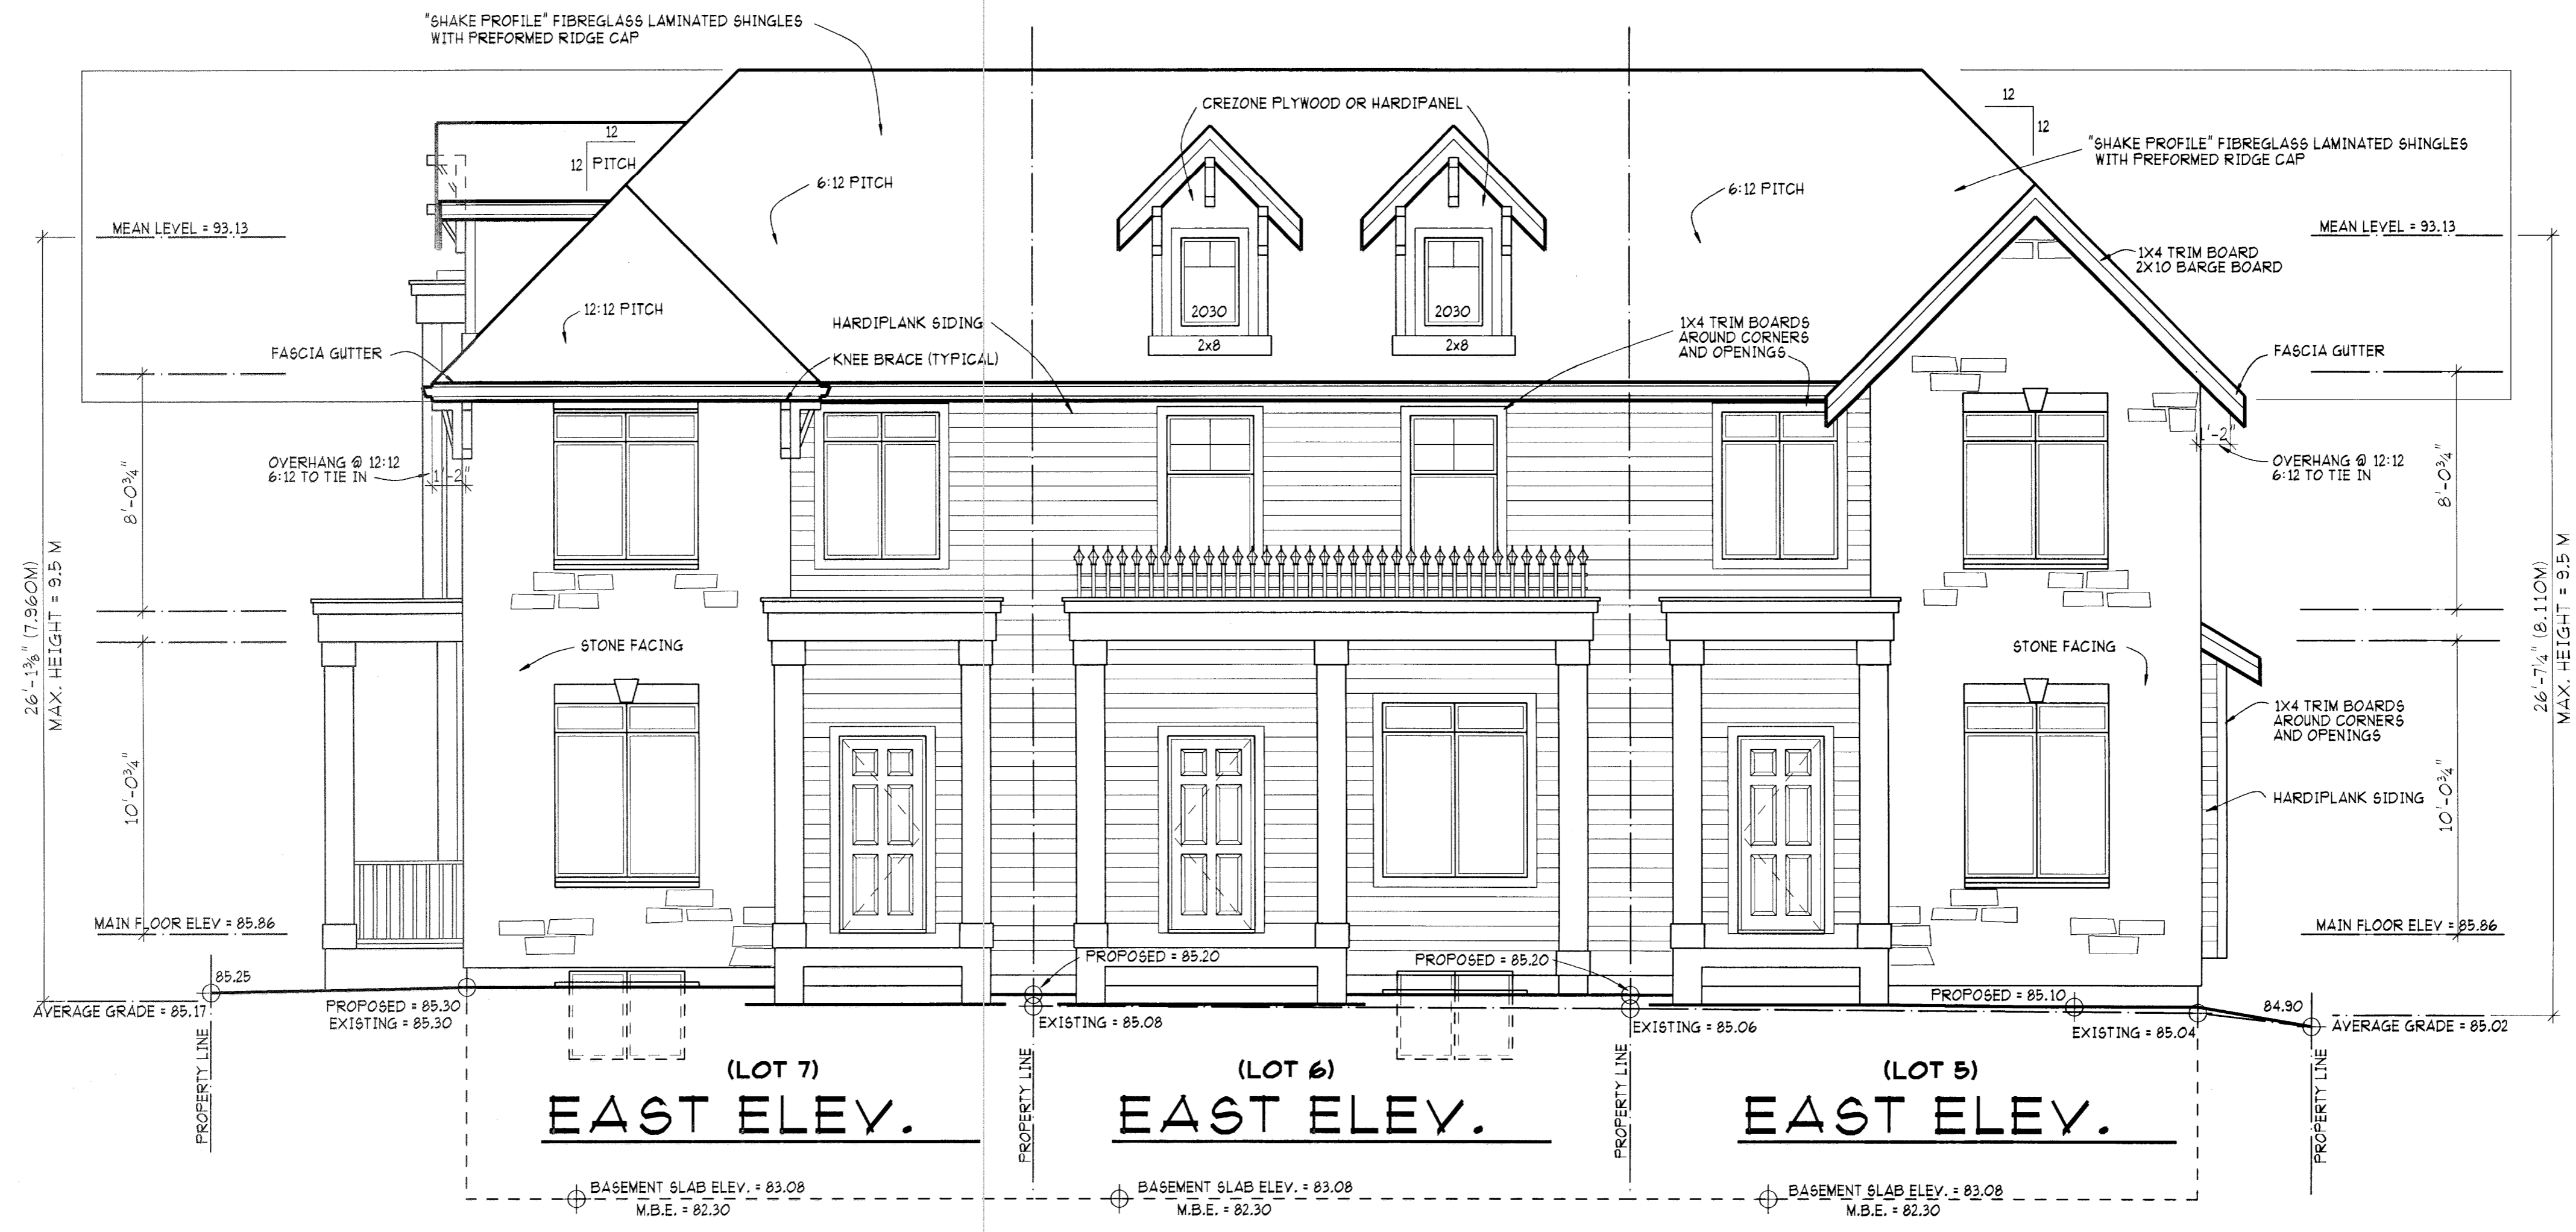 "SHAKE PROFILE" FIBREGLASS LAMINATED SHINGLES
WITH PREFORMED RIDGE CAP
CREZONE PLYWOOD OR HARDIPANEL
12
12
PITCH
12
12
"SHAKE PROFILE" FIBREGLASS LAMINATED SHINGLES
WITH PREFORMED RIDGE CAP
6:12 PITCH
6:12 PITCH
MEAN LEVEL = 93.13
MEAN LEVEL = 93.13
1X4 TRIM BOARD
2X10 BARGE BOARD
12:12 PITCH
2030
2030
HARDIPLANK SIDING
1X4 TRIM BOARDS
AROUND CORNERS
AND OPENINGS
2x8
2x8
FASCIA GUTTER
KNEE BRACE (TYPICAL)
FASCIA GUTTER
OVERHANG @ 12:12
6:12 TO TIE IN
1'-2"
1'-2"
OVERHANG @ 12:12
6:12 TO TIE IN
8'-0¾"
8'-0¾"
26'-1⅜" (7.960M)
MAX. HEIGHT = 9.5 M
26'-7¼" (8.110M)
MAX. HEIGHT = 9.5 M
STONE FACING
STONE FACING
1X4 TRIM BOARDS
AROUND CORNERS
AND OPENINGS
10'-0¾"
10'-0¾"
HARDIPLANK SIDING
MAIN FLOOR ELEV = 85.86
MAIN FLOOR ELEV = 85.86
PROPOSED = 85.20
PROPOSED = 85.20
85.25
PROPOSED = 85.30
EXISTING = 85.30
AVERAGE GRADE = 85.17
EXISTING = 85.08
EXISTING = 85.06
PROPOSED = 85.10
EXISTING = 85.04
84.90
AVERAGE GRADE = 85.02
PROPERTY LINE
PROPERTY LINE
PROPERTY LINE
PROPERTY LINE
(LOT 7)
EAST ELEV.
(LOT 6)
EAST ELEV.
(LOT 5)
EAST ELEV.
BASEMENT SLAB ELEV. = 83.08
M.B.E. = 82.30
BASEMENT SLAB ELEV. = 83.08
M.B.E. = 82.30
BASEMENT SLAB ELEV. = 83.08
M.B.E. = 82.30